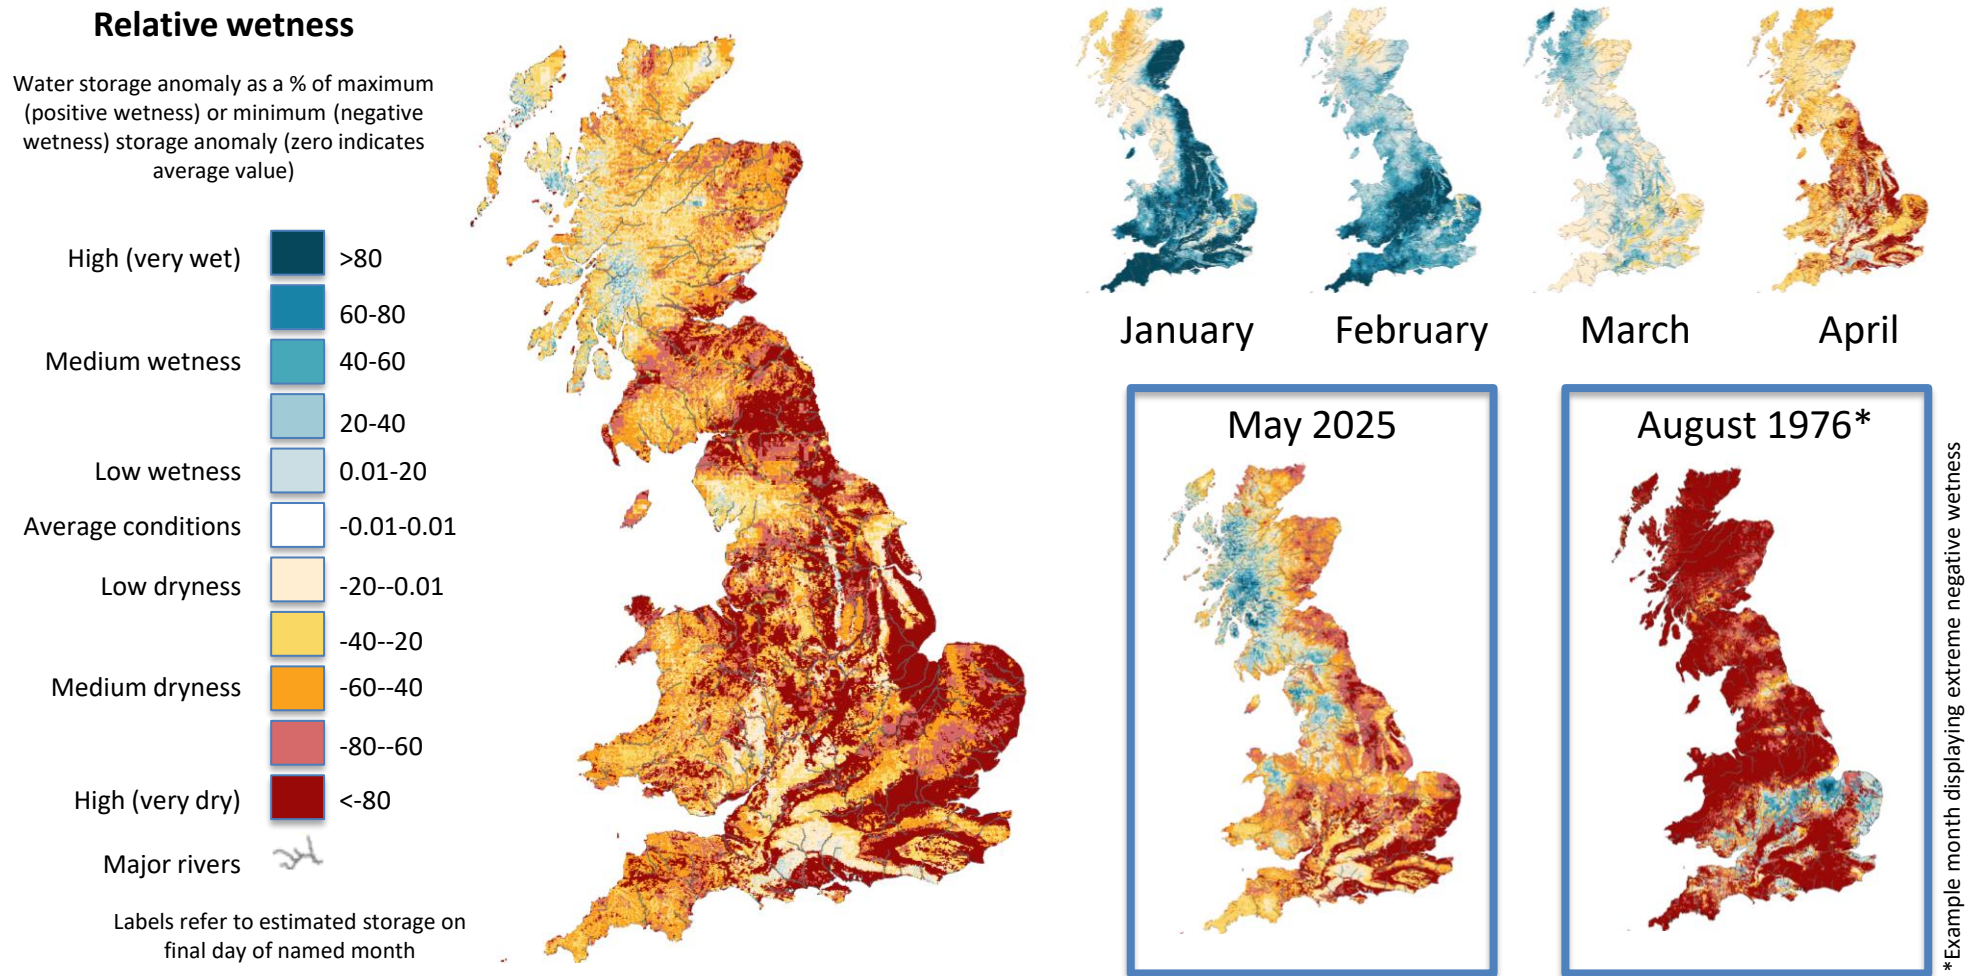 Relative wetness
Water storage anomaly as a % of maximum
(positive wetness) or minimum (negative
wetness) storage anomaly (zero indicates
average value)
High (very wet) >80
60-80
Medium wetness 40-60
20-40
Low wetness 0.01-20
Average conditions -0.01-0.01
Low dryness -20--0.01
-40--20
Medium dryness -60--40
-80--60
High (very dry) <-80
Major rivers
Labels refer to estimated storage on
final day of named month
January February March April
May 2025
August 1976*
*Example month displaying extreme negative wetness